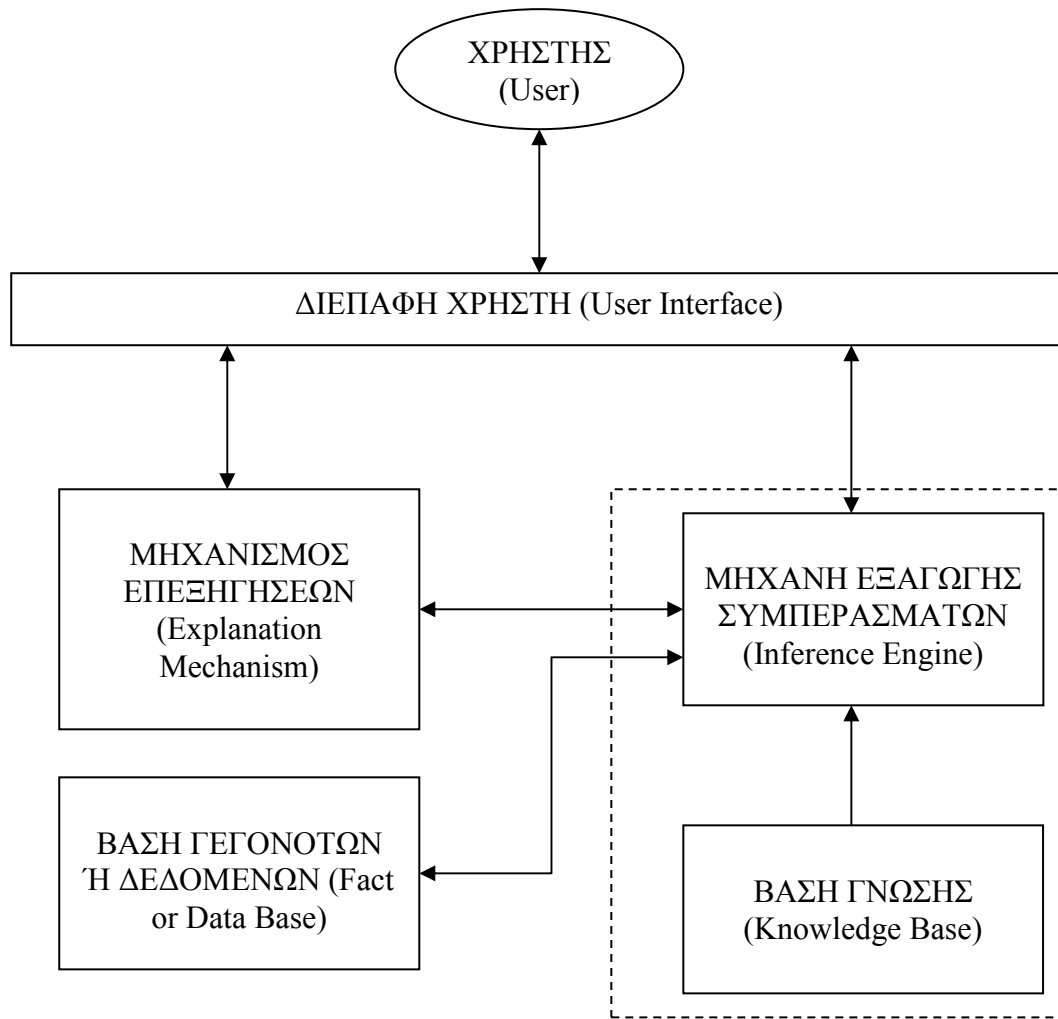 ΧΡΗΣΤΗΣ
(User)
ΔΙΕΠΑΦΗ ΧΡΗΣΤΗ (User Interface)
ΜΗΧΑΝΙΣΜΟΣ
ΕΠΕΞΗΓΗΣΕΩΝ
(Explanation
Mechanism)
ΜΗΧΑΝΗ ΕΞΑΓΩΓΗΣ
ΣΥΜΠΕΡΑΣΜΑΤΩΝ
(Inference Engine)
ΒΑΣΗ ΓΕΓΟΝΟΤΩΝ
Ή ΔΕΔΟΜΕΝΩΝ (Fact
or Data Base)
ΒΑΣΗ ΓΝΩΣΗΣ
(Knowledge Base)